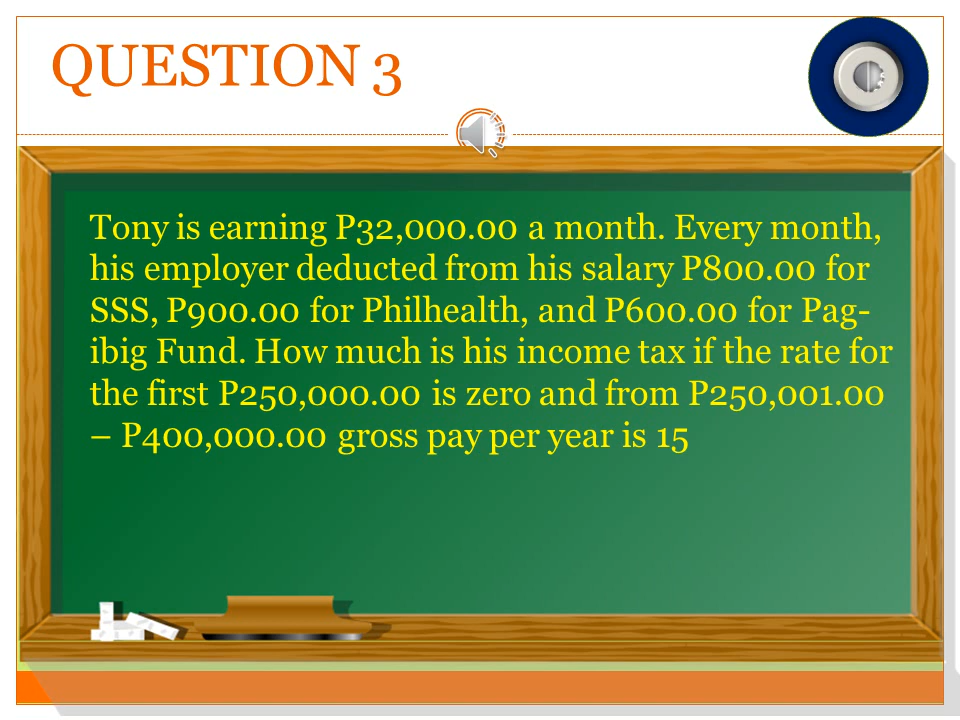 QUESTION 3
Tony is earning P32,000.00 a month. Every month,
his employer deducted from his salary P800.00 for
SSS, P900.00 for Philhealth, and P600.00 for Pag-
ibig Fund. How much is his income tax if the rate for
the first P250,000.00 is zero and from P250,001.00
– P400,000.00 gross pay per year is 15